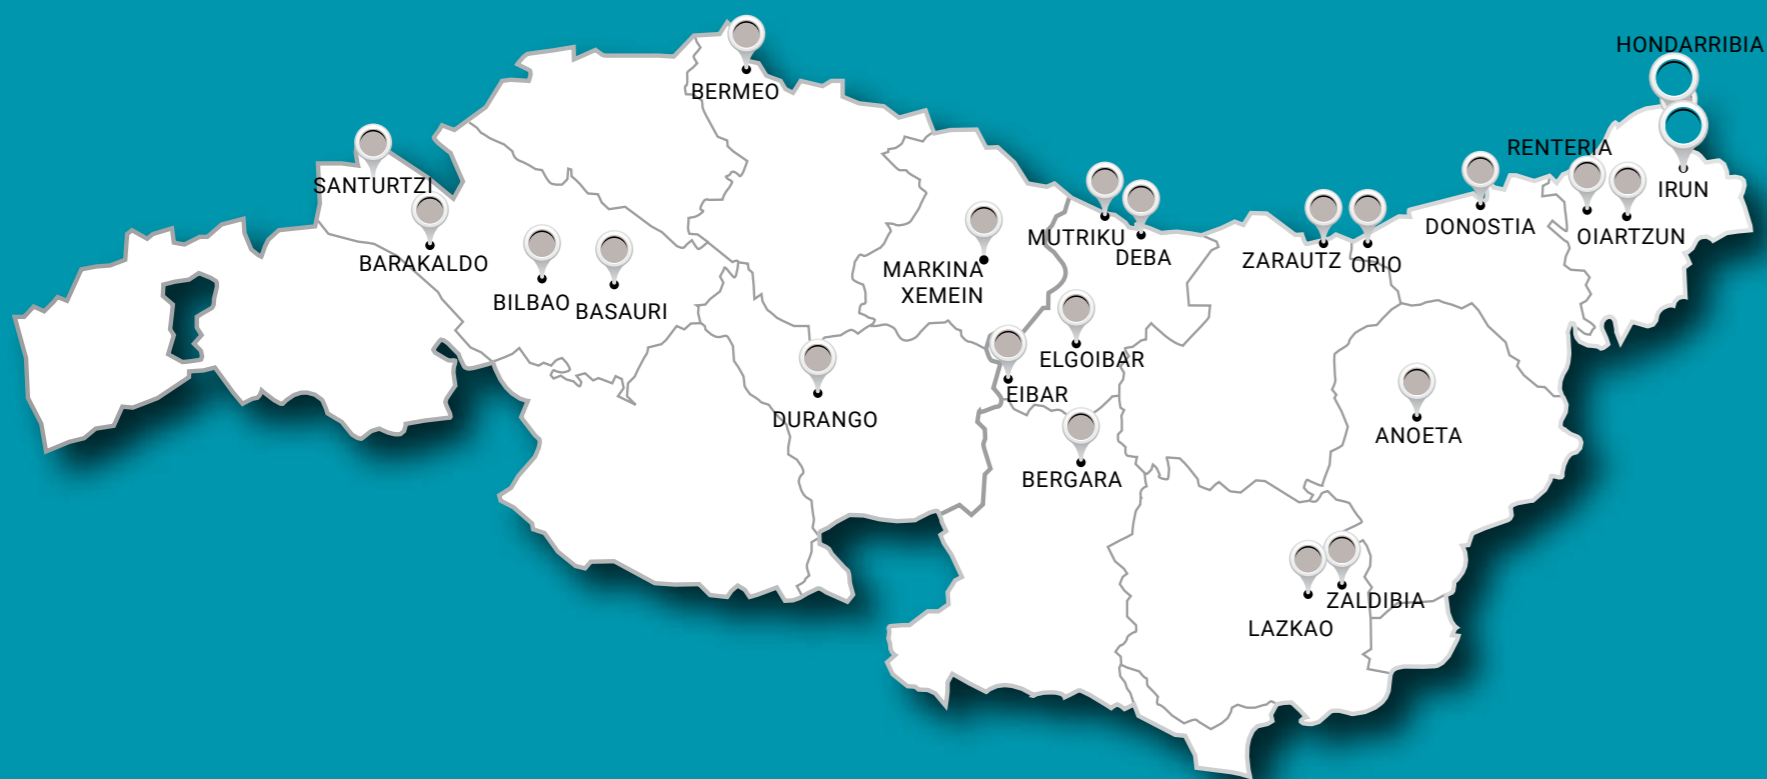 HONDARRIBIA
BERMEO
RENTERIA
SANTURTZI
IRUN
DONOSTIA
OIARTZUN
MUTRIKU
DEBA
BARAKALDO
ZARAUTZ
ORIO
MARKINA
XEMEIN
BILBAO
BASAURI
ELGOIBAR
EIBAR
DURANGO
ANOETA
BERGARA
ZALDIBIA
LAZKAO